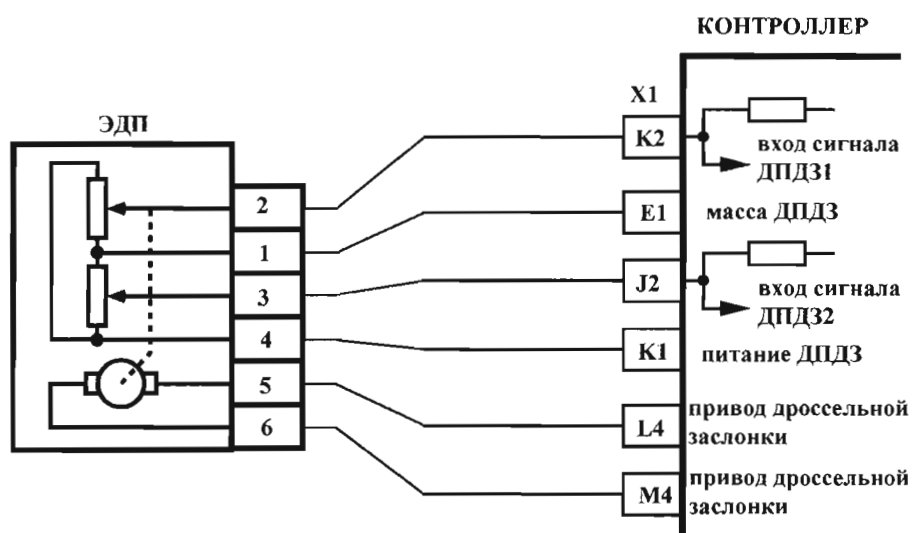 КОНТРОЛЛЕР
X1
ЭДП
K2
вход сигнала
ДПДЗ1
2
E1
масса ДПДЗ
1
3
J2
вход сигнала
ДПДЗ2
4
K1
питание ДПДЗ
5
L4
привод дроссельной
заслонки
6
M4
привод дроссельной
заслонки